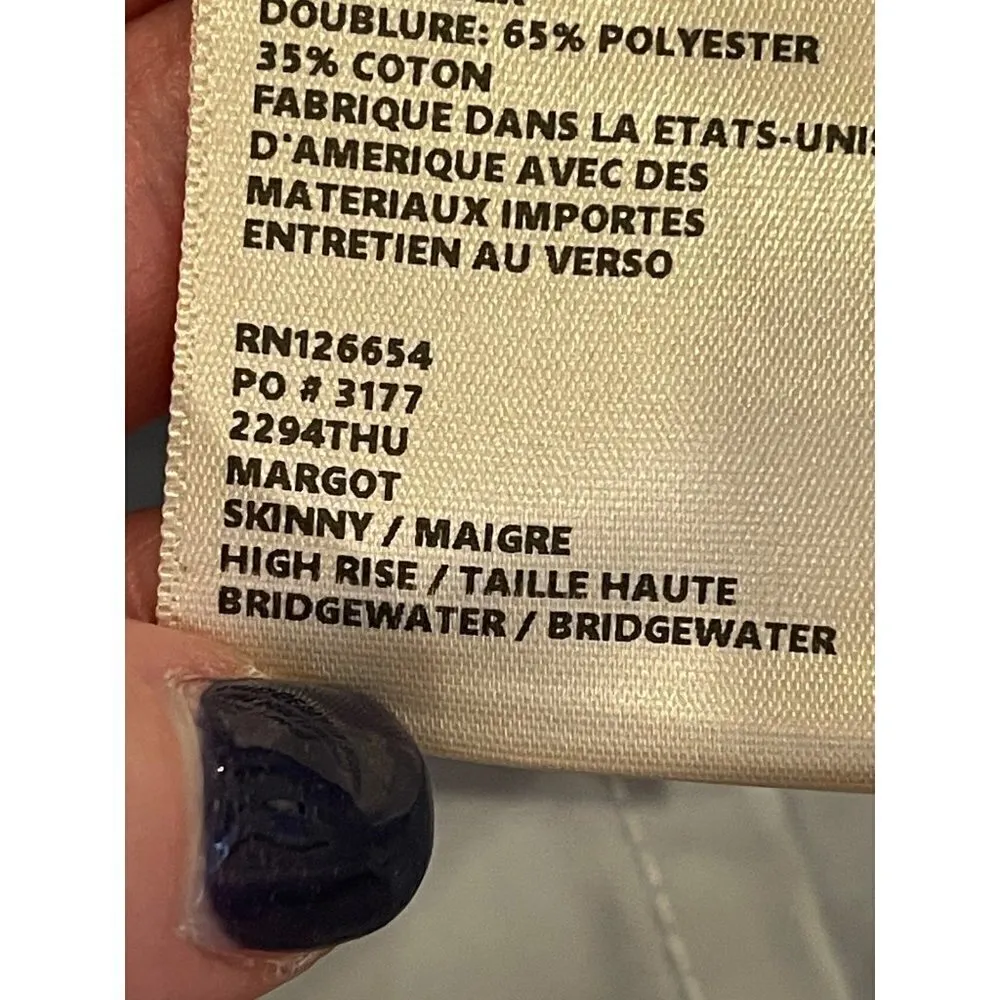 DOUBLURE: 65% POLYESTER
35% COTON
FABRIQUE DANS LA ETATS-UNIS
D'AMERIQUE AVEC DES
MATERIAUX IMPORTES
ENTRETIEN AU VERSO
RN126654
PO # 3177
2294THU
MARGOT
SKINNY / MAIGRE
HIGH RISE / TAILLE HAUTE
BRIDGEWATER / BRIDGEWATER